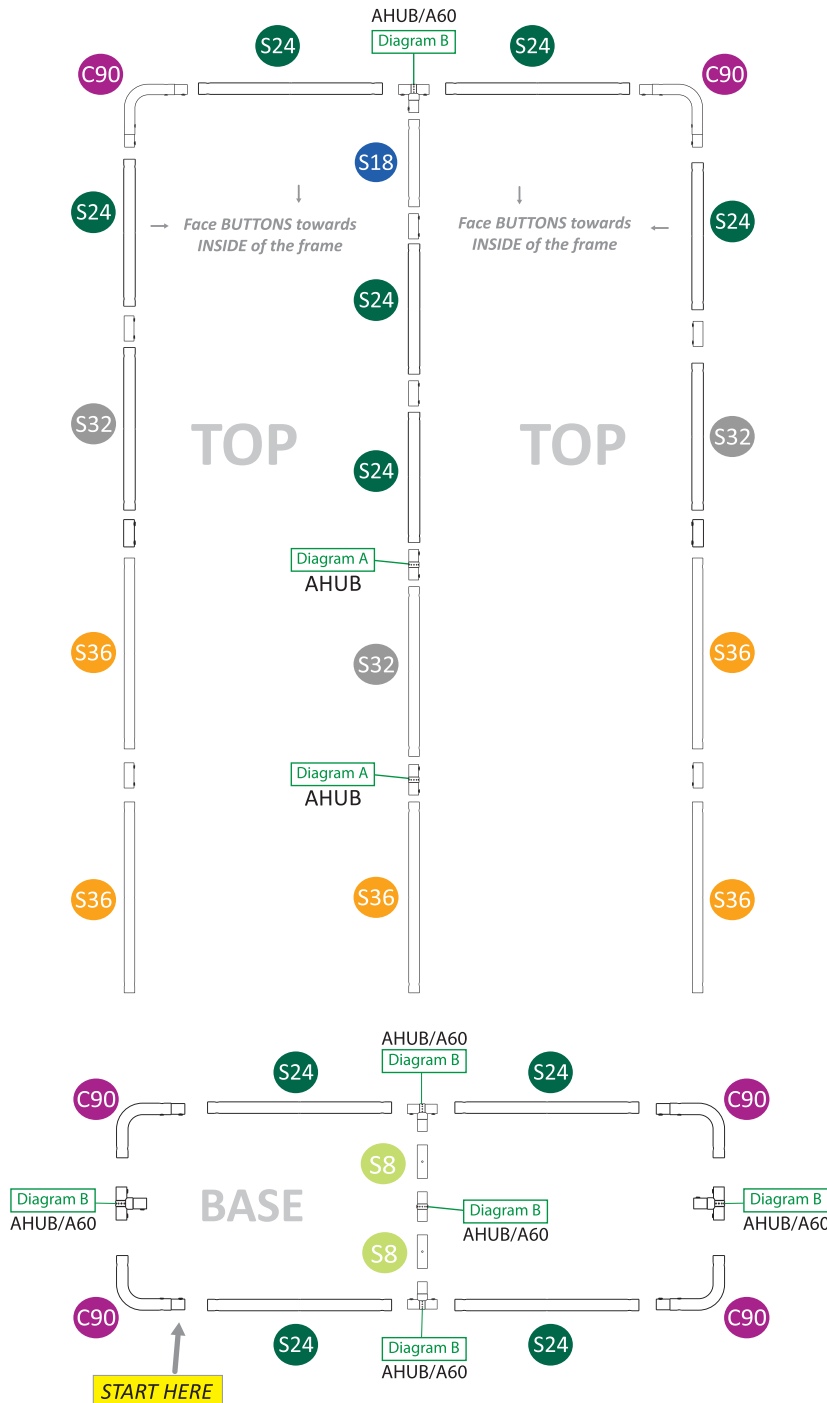 AHUB/A60
Diagram B
S24
S24
C90
C90
S18
S24
S24
Face BUTTONS towards
INSIDE of the frame
Face BUTTONS towards
INSIDE of the frame
S24
S32
TOP
TOP
S32
S24
Diagram A
AHUB
S36
S32
S36
Diagram A
AHUB
S36
S36
S36
AHUB/A60
Diagram B
S24
S24
C90
C90
S8
Diagram B
AHUB/A60
BASE
Diagram B
AHUB/A60
Diagram B
AHUB/A60
S8
C90
C90
S24
S24
Diagram B
AHUB/A60
START HERE